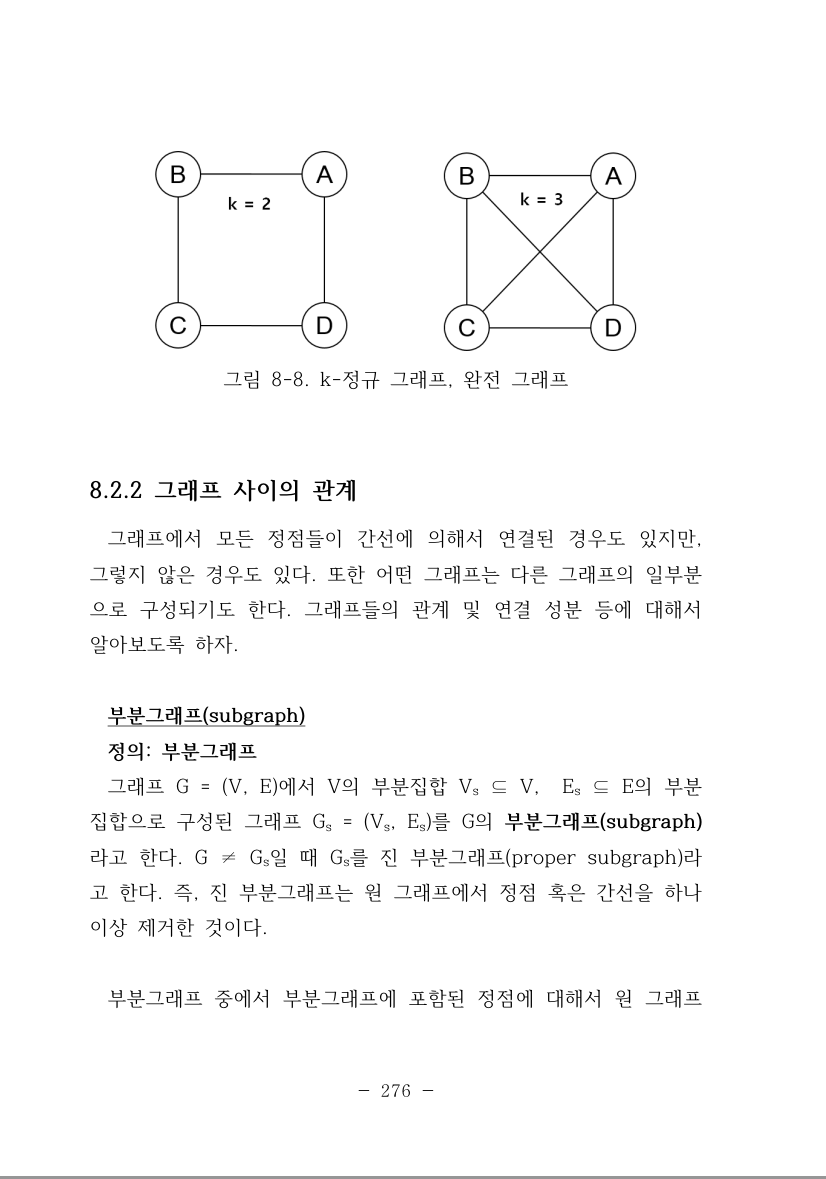 B A B A
k = 2 k = 3
C D C D
그림 8-8. k-정규 그래프, 완전 그래프
8.2.2 그래프 사이의 관계
그래프에서 모든 정점들이 간선에 의해서 연결된 경우도 있지만,
그렇지 않은 경우도 있다. 또한 어떤 그래프는 다른 그래프의 일부분
으로 구성되기도 한다. 그래프들의 관계 및 연결 성분 등에 대해서
알아보도록 하자.
부분그래프(subgraph)
정의: 부분그래프
그래프 G = (V, E)에서 V의 부분집합 Vₛ ⊆ V, Eₛ ⊆ E의 부분
집합으로 구성된 그래프 Gₛ = (Vₛ, Eₛ)를 G의 부분그래프(subgraph)
라고 한다. G ≠ Gₛ일 때 Gₛ를 진 부분그래프(proper subgraph)라
고 한다. 즉, 진 부분그래프는 원 그래프에서 정점 혹은 간선을 하나
이상 제거한 것이다.
부분그래프 중에서 부분그래프에 포함된 정점에 대해서 원 그래프
- 276 -